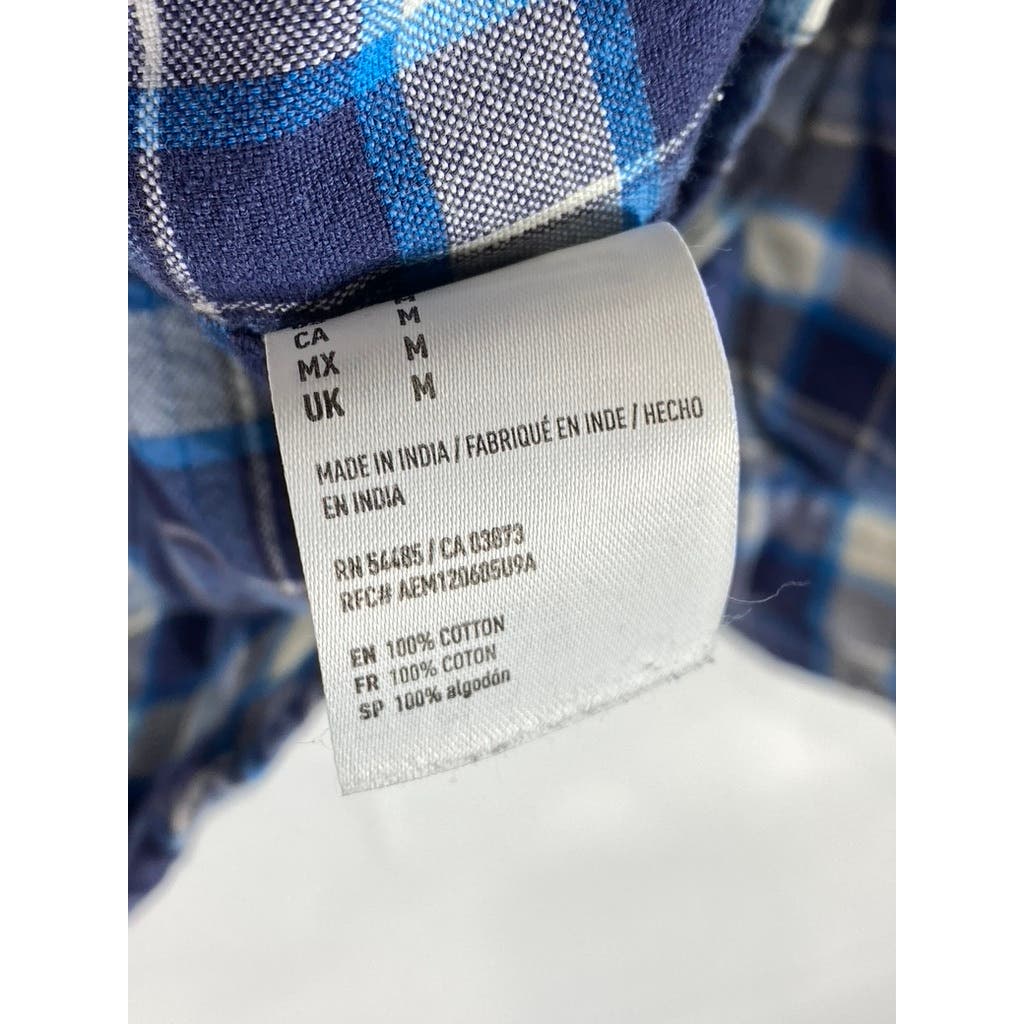 M
CA M
MX M
UK M
MADE IN INDIA / FABRIQUÉ EN INDE / HECHO
EN INDIA
RN 54485 / CA 03873
RFC# AEM120685U9A
EN 100% COTTON
FR 100% COTON
SP 100% algodón